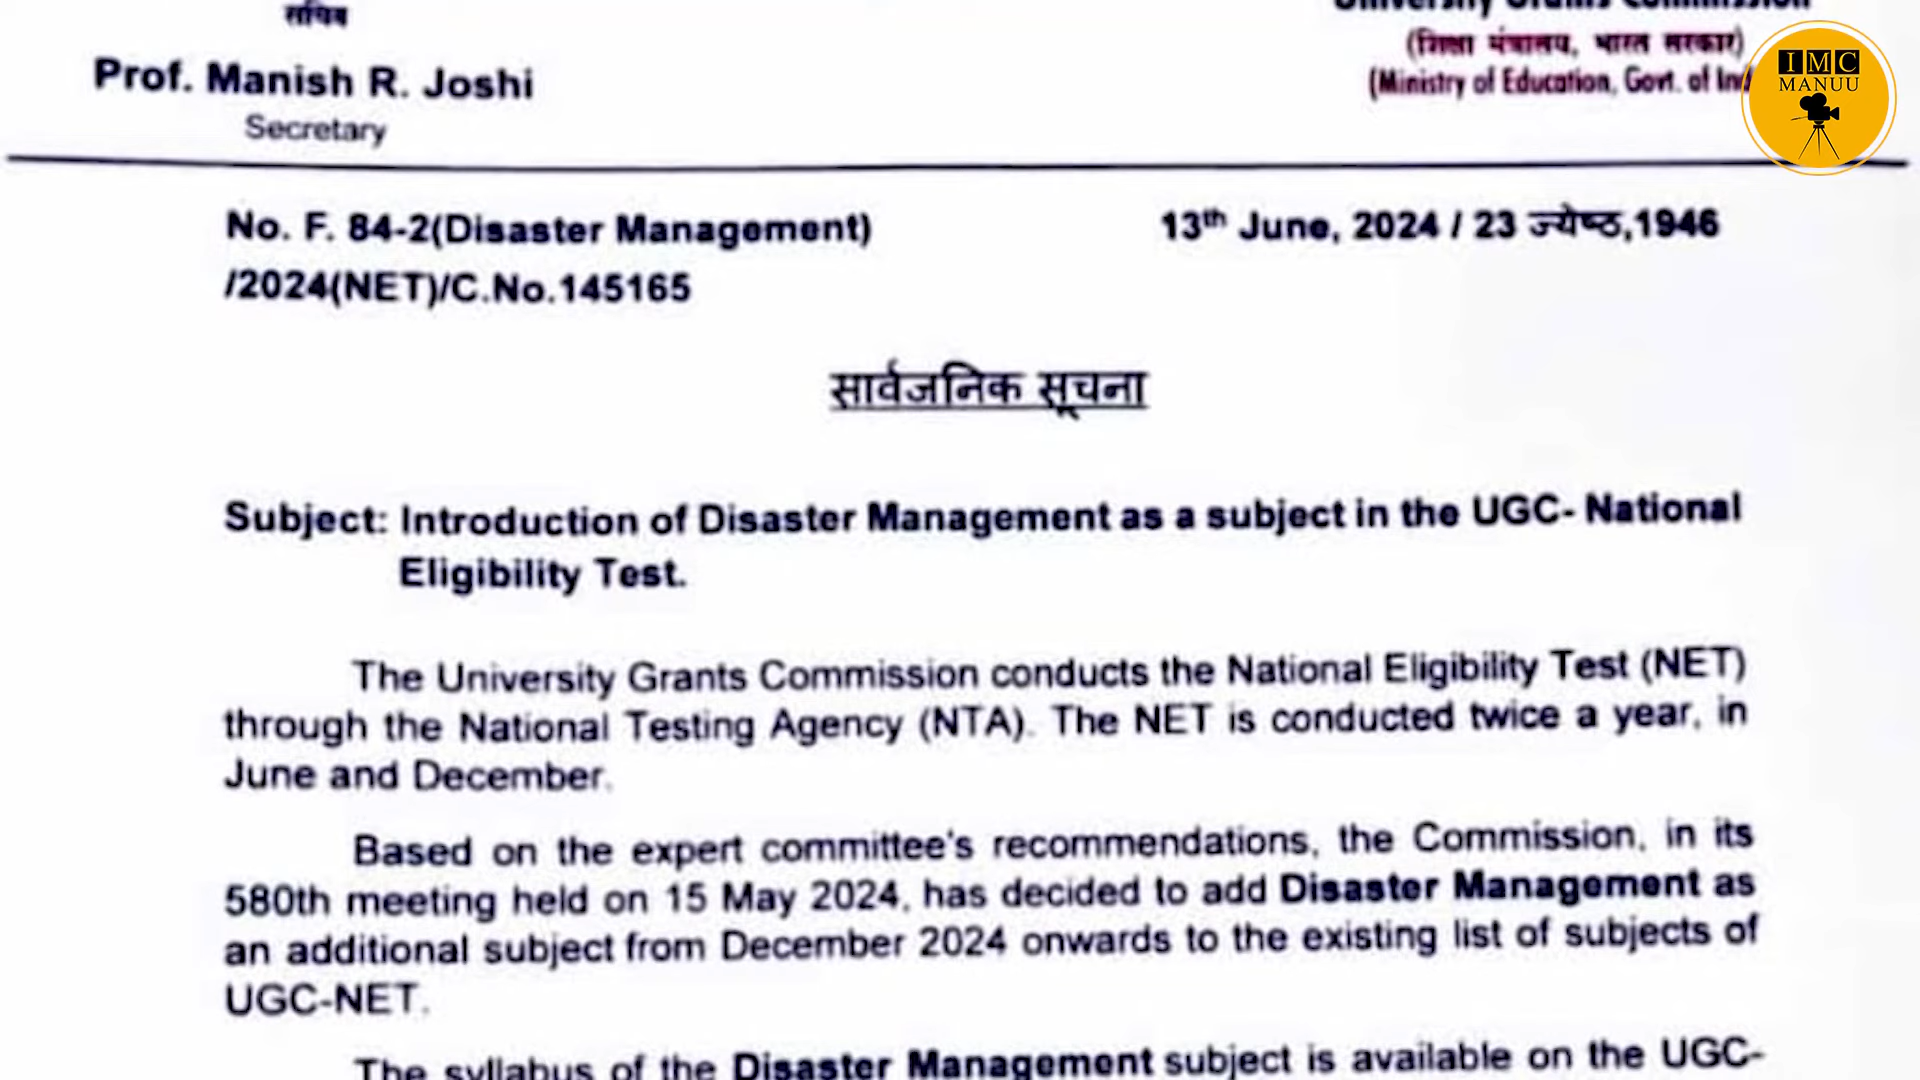 सचिव
Prof. Manish R. Joshi
Secretary
University Grants Commission
(शिक्षा मंत्रालय, भारत सरकार)
(Ministry of Education, Govt. of Ind
IMC
MANUU
No. F. 84-2(Disaster Management)
/2024(NET)/C.No.145165
13th June, 2024 / 23 ज्येष्ठ,1946
सार्वजनिक सूचना
Subject: Introduction of Disaster Management as a subject in the UGC- National
Eligibility Test.
The University Grants Commission conducts the National Eligibility Test (NET)
through the National Testing Agency (NTA). The NET is conducted twice a year, in
June and December.
Based on the expert committee's recommendations, the Commission, in its
580th meeting held on 15 May 2024, has decided to add Disaster Management as
an additional subject from December 2024 onwards to the existing list of subjects of
UGC-NET.
The syllabus of the Disaster Management subject is available on the UGC-